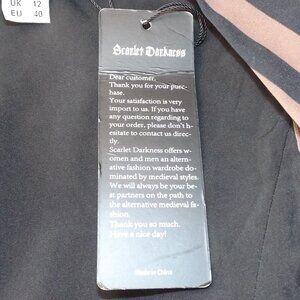 UK 12
EU 40
Scarlet Darkness
Dear customer,
Thank you for your purc-
hase.
Your satisfaction is very
import to us. If you have
any question regarding to
your order, please don't h-
esitate to contact us direc-
tly.
Scarlet Darkness offers w-
omen and men an altern-
ative fashion wardrobe do-
minated by medieval styles.
We will always be your be-
st partners on the path to
the alternative medieval fa-
shion.
Thank you so much.
Have a nice day!
Made in China